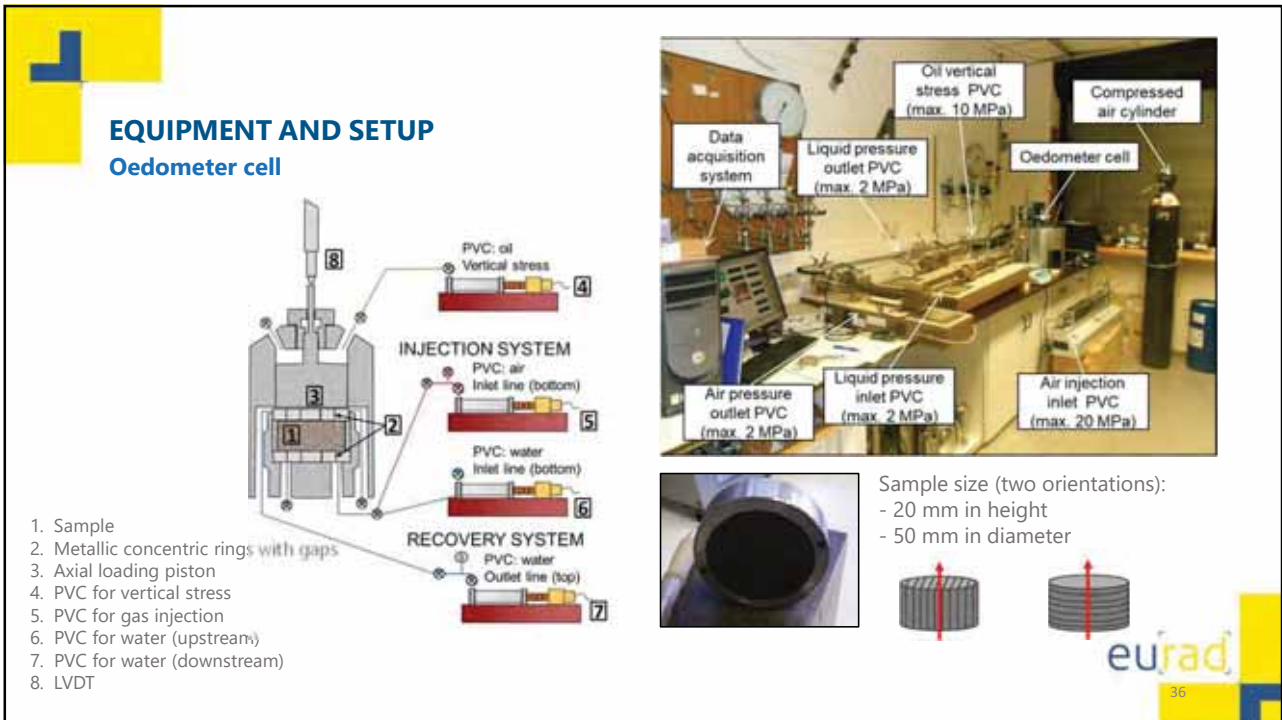 EQUIPMENT AND SETUP
Oedometer cell
8
PVC: oil
Vertical stress
4
INJECTION SYSTEM
PVC: air
Inlet line (bottom)
5
3
2
1
PVC: water
Inlet line (bottom)
6
RECOVERY SYSTEM
PVC: water
Outlet line (top)
7
1. Sample
2. Metallic concentric rings with gaps
3. Axial loading piston
4. PVC for vertical stress
5. PVC for gas injection
6. PVC for water (upstream)
7. PVC for water (downstream)
8. LVDT
Data
acquisition
system
Liquid pressure
outlet PVC
(max. 2 MPa)
Oil vertical
stress PVC
(max. 10 MPa)
Oedometer cell
Compressed
air cylinder
Air pressure
outlet PVC
(max. 2 MPa)
Liquid pressure
inlet PVC
(max. 2 MPa)
Air injection
inlet PVC
(max. 20 MPa)
Sample size (two orientations):
- 20 mm in height
- 50 mm in diameter
eurad
36